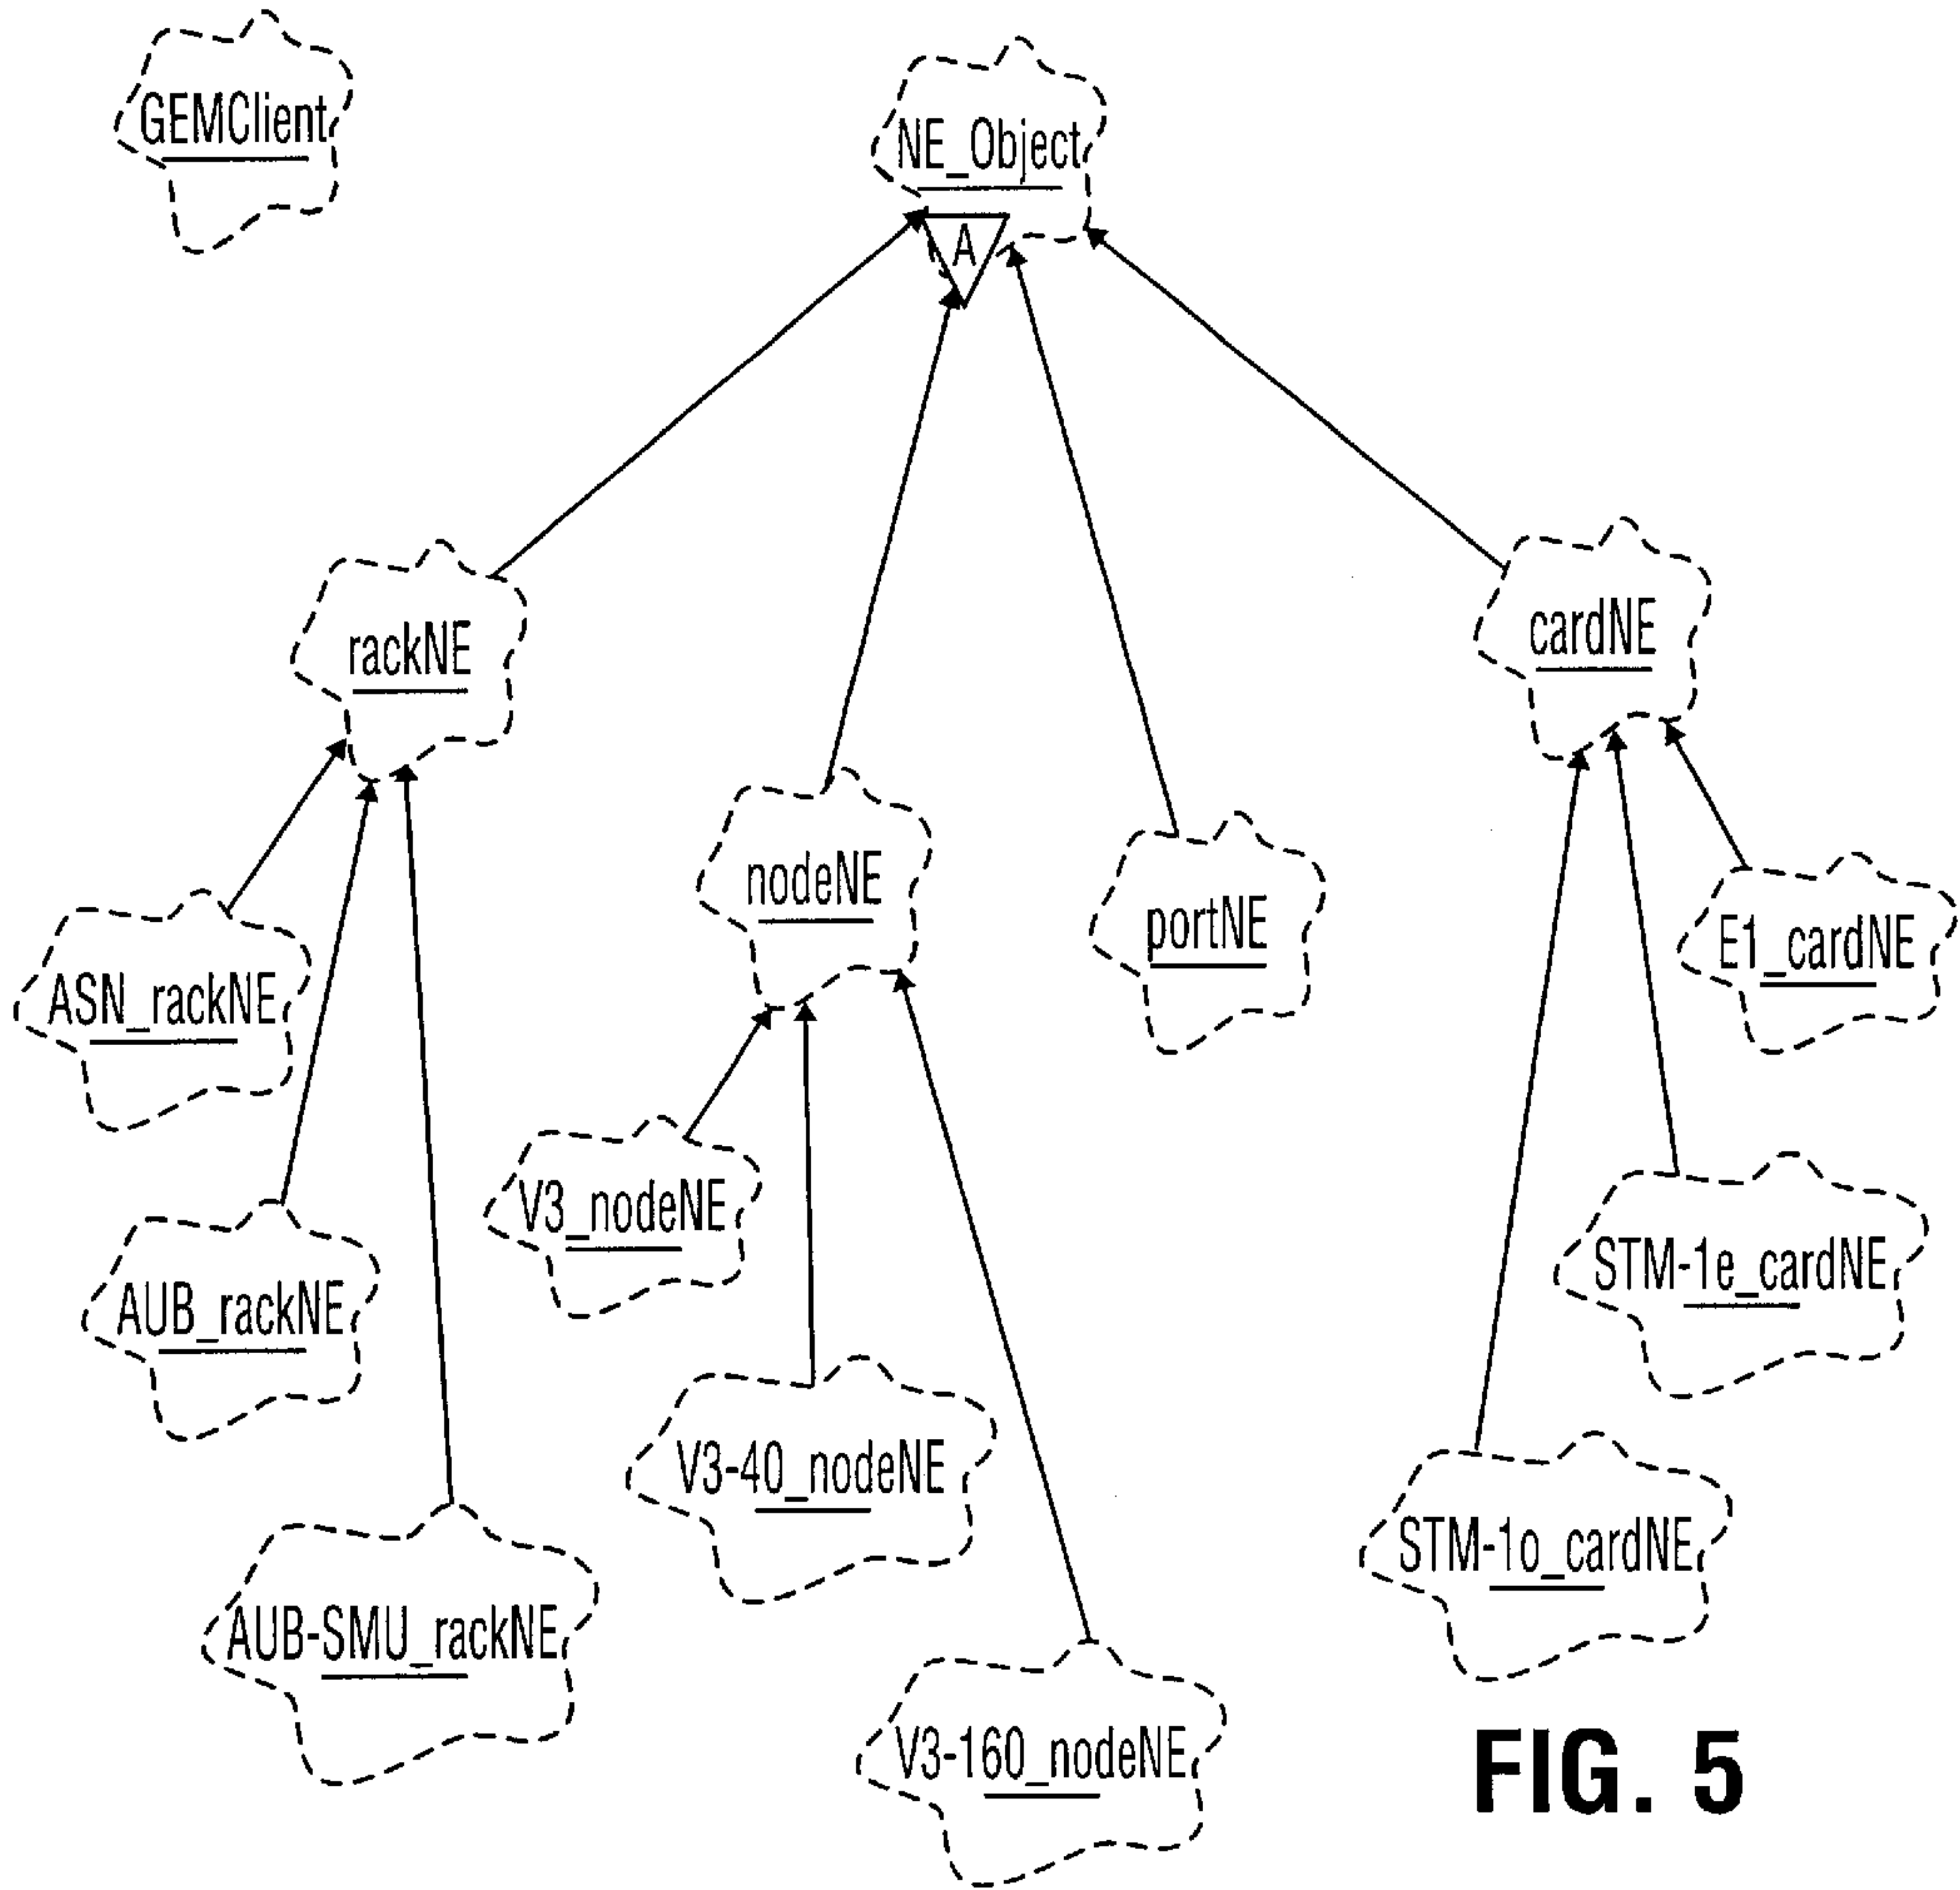 GEMClient
NE_Object
A
rackNE
cardNE
nodeNE
portNE
E1_cardNE
ASN_rackNE
V3_nodeNE
STM-1e_cardNE
AUB_rackNE
V3-40_nodeNE
STM-1o_cardNE
AUB-SMU_rackNE
V3-160_nodeNE
FIG. 5